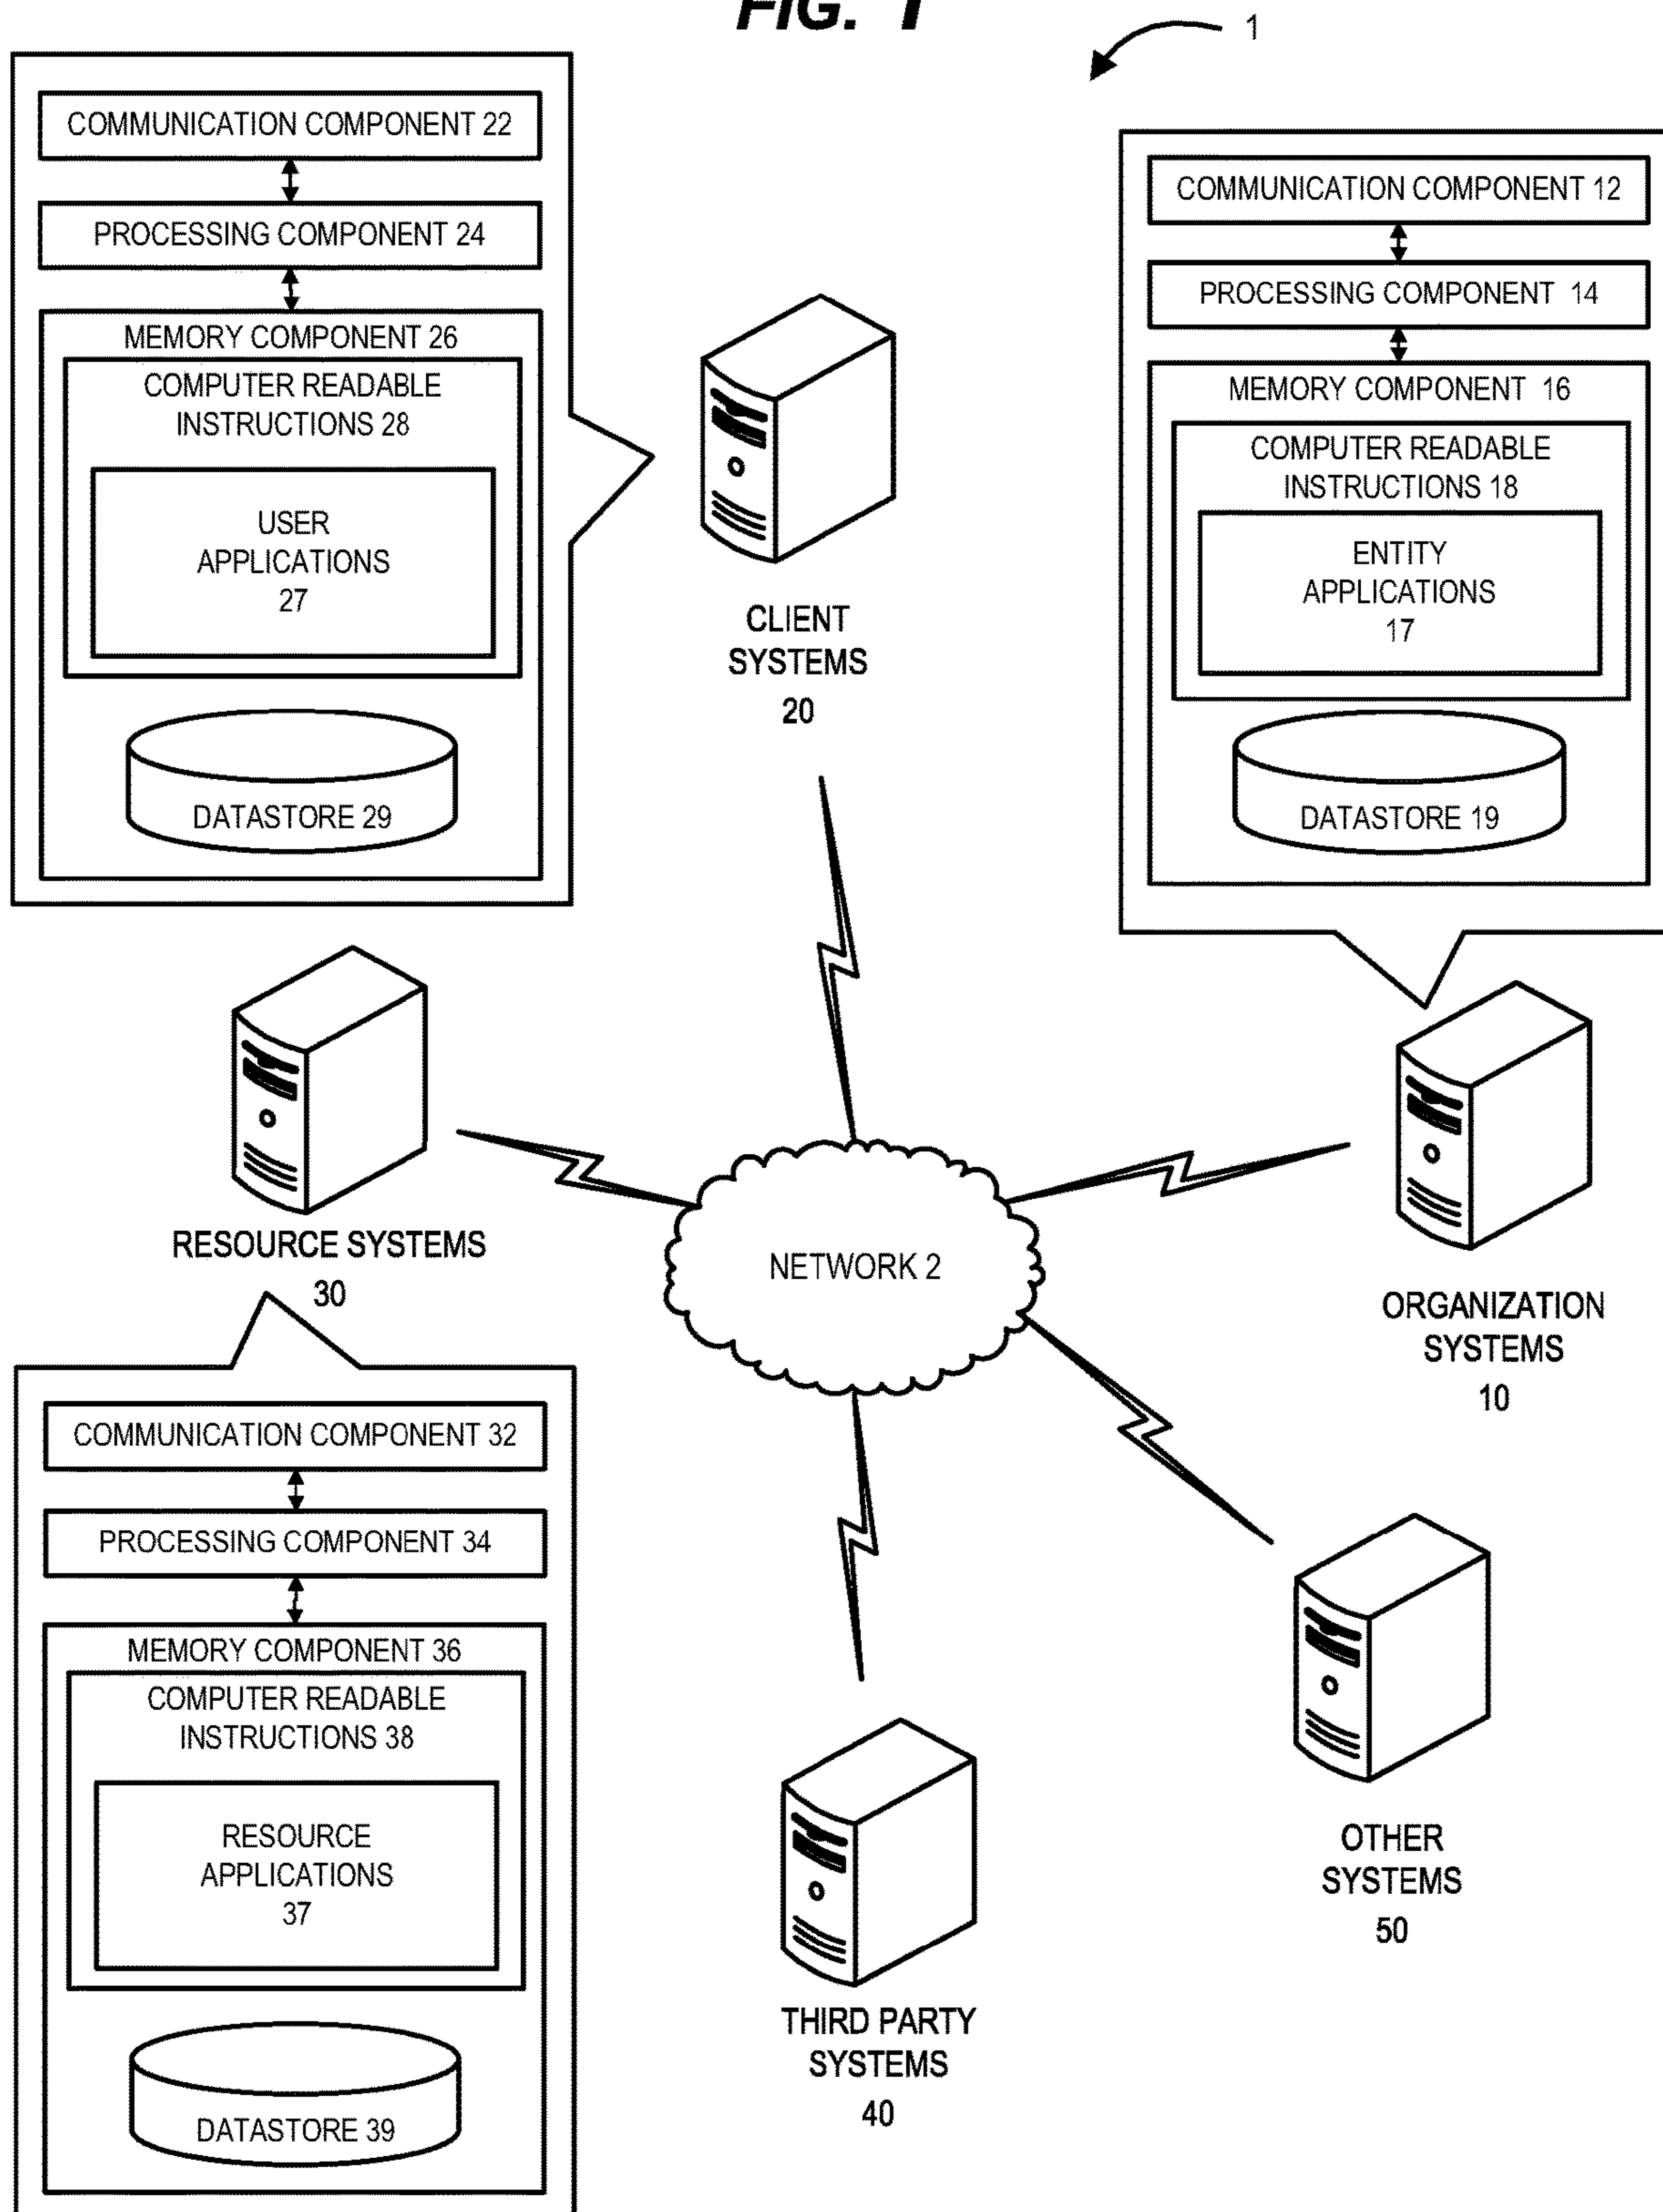 FIG. 1
1
COMMUNICATION COMPONENT 22
PROCESSING COMPONENT 24
MEMORY COMPONENT 26
COMPUTER READABLE
INSTRUCTIONS 28
USER
APPLICATIONS
27
DATASTORE 29
CLIENT
SYSTEMS
20
COMMUNICATION COMPONENT 12
PROCESSING COMPONENT 14
MEMORY COMPONENT 16
COMPUTER READABLE
INSTRUCTIONS 18
ENTITY
APPLICATIONS
17
DATASTORE 19
RESOURCE SYSTEMS
30
NETWORK 2
ORGANIZATION
SYSTEMS
10
COMMUNICATION COMPONENT 32
PROCESSING COMPONENT 34
MEMORY COMPONENT 36
COMPUTER READABLE
INSTRUCTIONS 38
RESOURCE
APPLICATIONS
37
DATASTORE 39
THIRD PARTY
SYSTEMS
40
OTHER
SYSTEMS
50